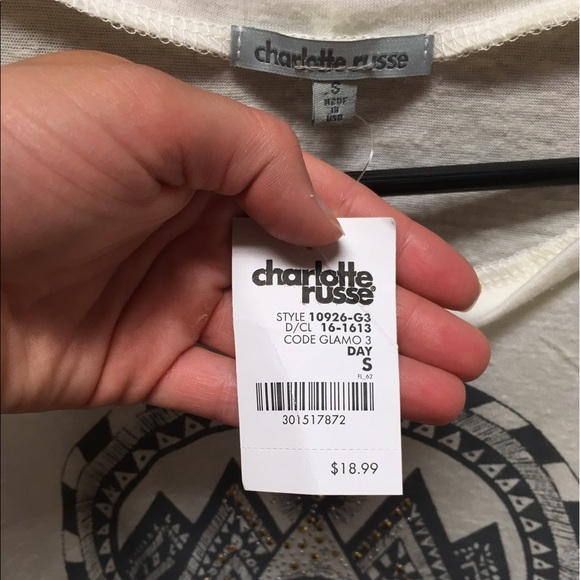 charlotte russe
S
MADE
IN
USA
charlotte
russe®
STYLE 10926-G3
D/CL 16-1613
CODE GLAMO 3
DAY
S
FL_62
301517872
$18.99